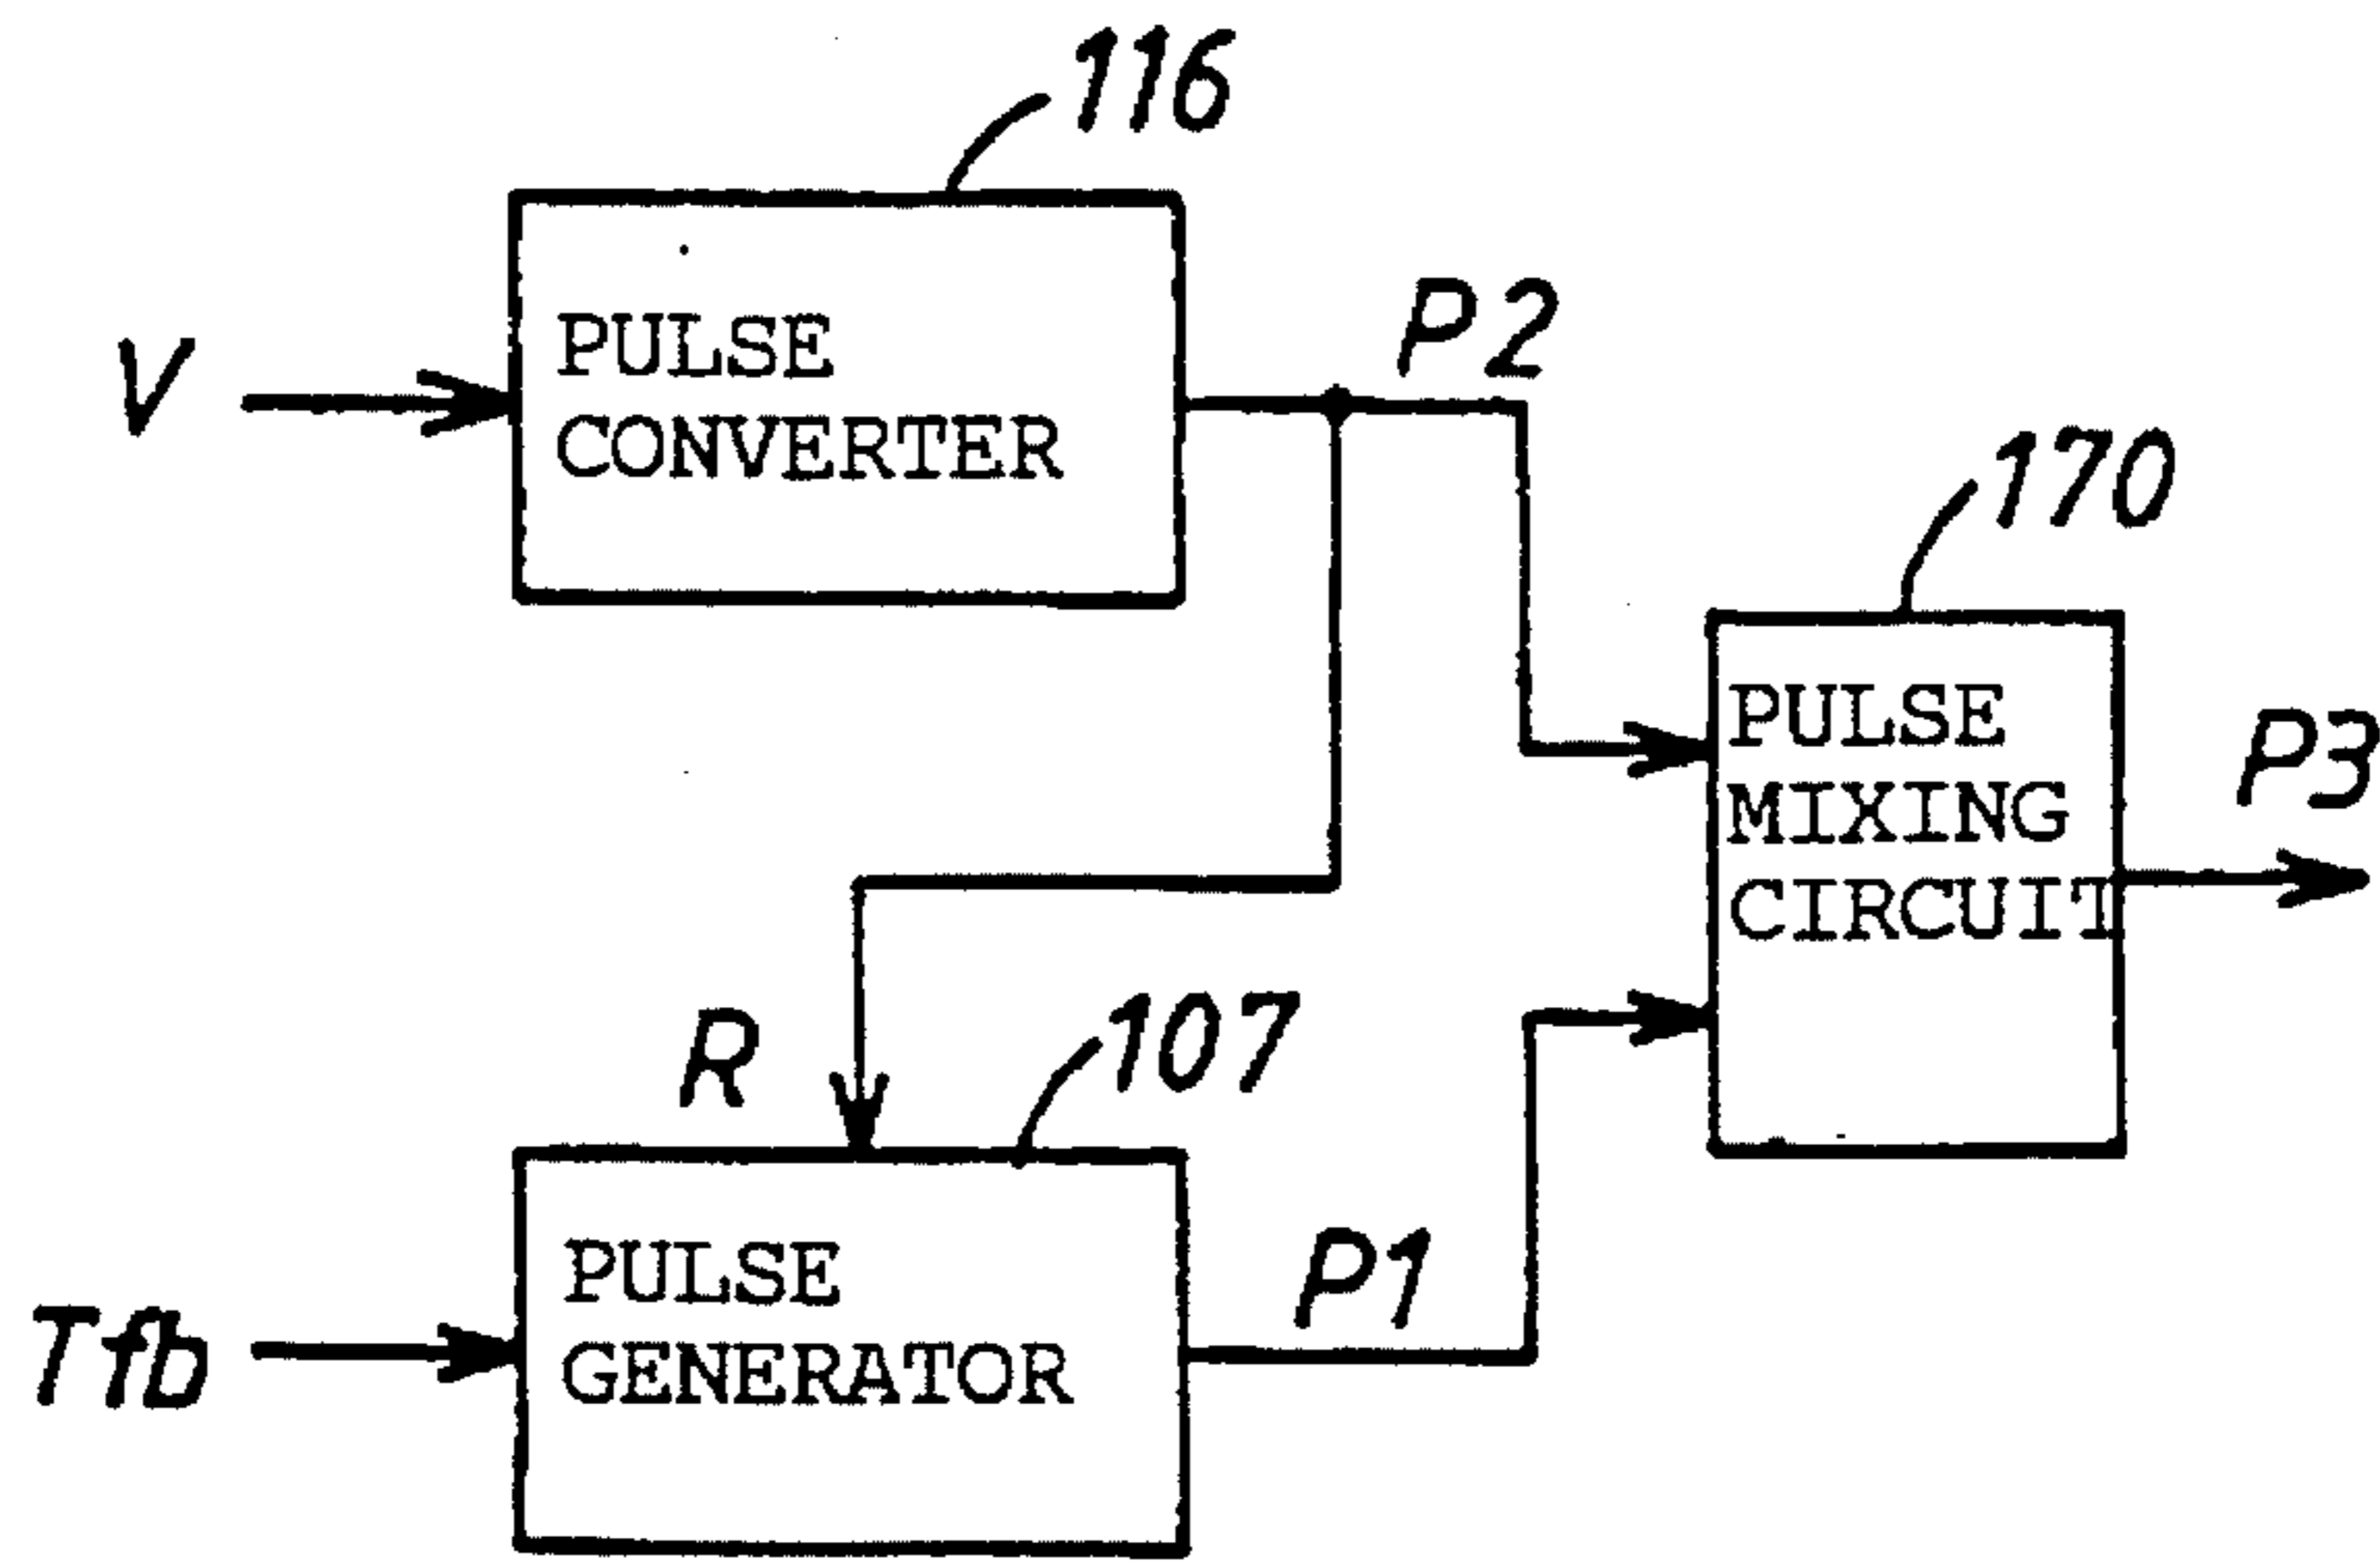 116
PULSE
CONVERTER
V
P2
170
PULSE
MIXING
CIRCUIT
P3
R
107
PULSE
GENERATOR
P1
Tfb